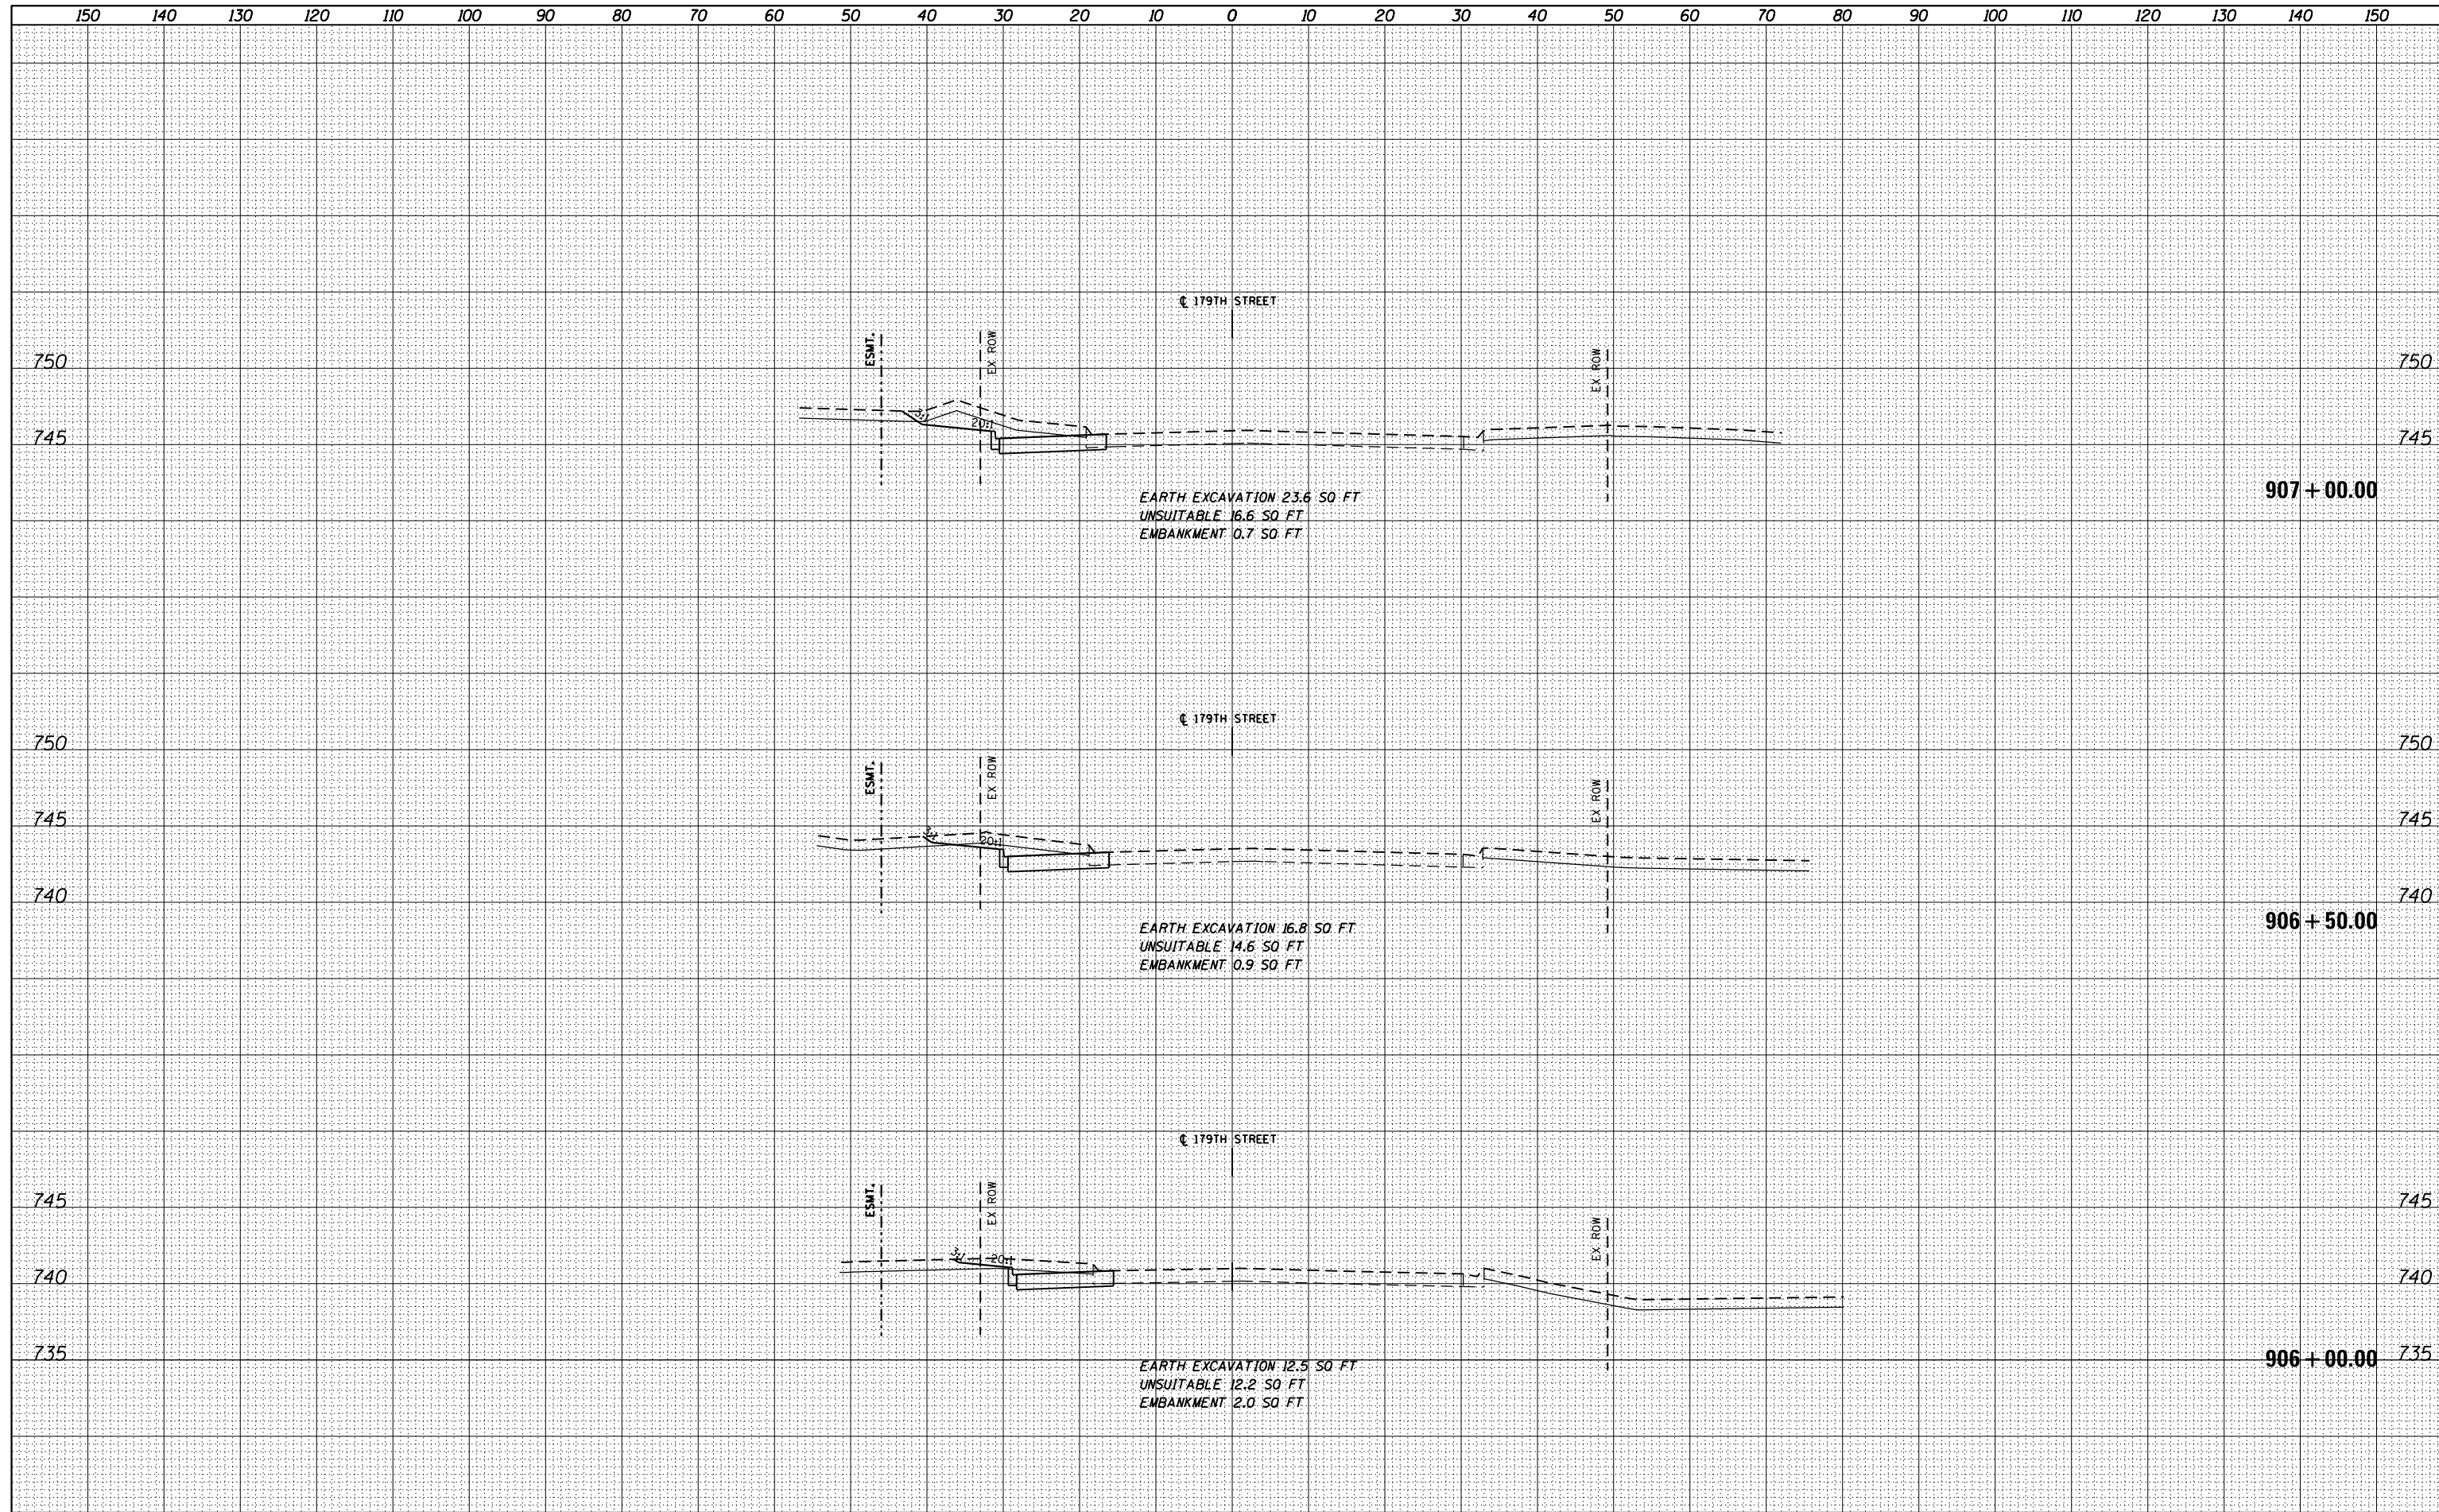 150 140 130 120 110 100 90 80 70 60 50 40 30 20 10 0 10 20 30 40 50 60 70 80 90 100 110 120 130 140 150
℄ 179TH STREET
ESMT.
EX ROW
EX ROW
750 750
3:1
20:1
745 745
907+00.00
EARTH EXCAVATION 23.6 SQ FT
UNSUITABLE 16.6 SQ FT
EMBANKMENT 0.7 SQ FT
℄ 179TH STREET
750 750
ESMT.
EX ROW
EX ROW
745 745
3:1
20:1
740 740
906+50.00
EARTH EXCAVATION 16.8 SQ FT
UNSUITABLE 14.6 SQ FT
EMBANKMENT 0.9 SQ FT
℄ 179TH STREET
745 745
ESMT.
EX ROW
EX ROW
3:1
20:1
740 740
735 906+00.00 735
EARTH EXCAVATION 12.5 SQ FT
UNSUITABLE 12.2 SQ FT
EMBANKMENT 2.0 SQ FT